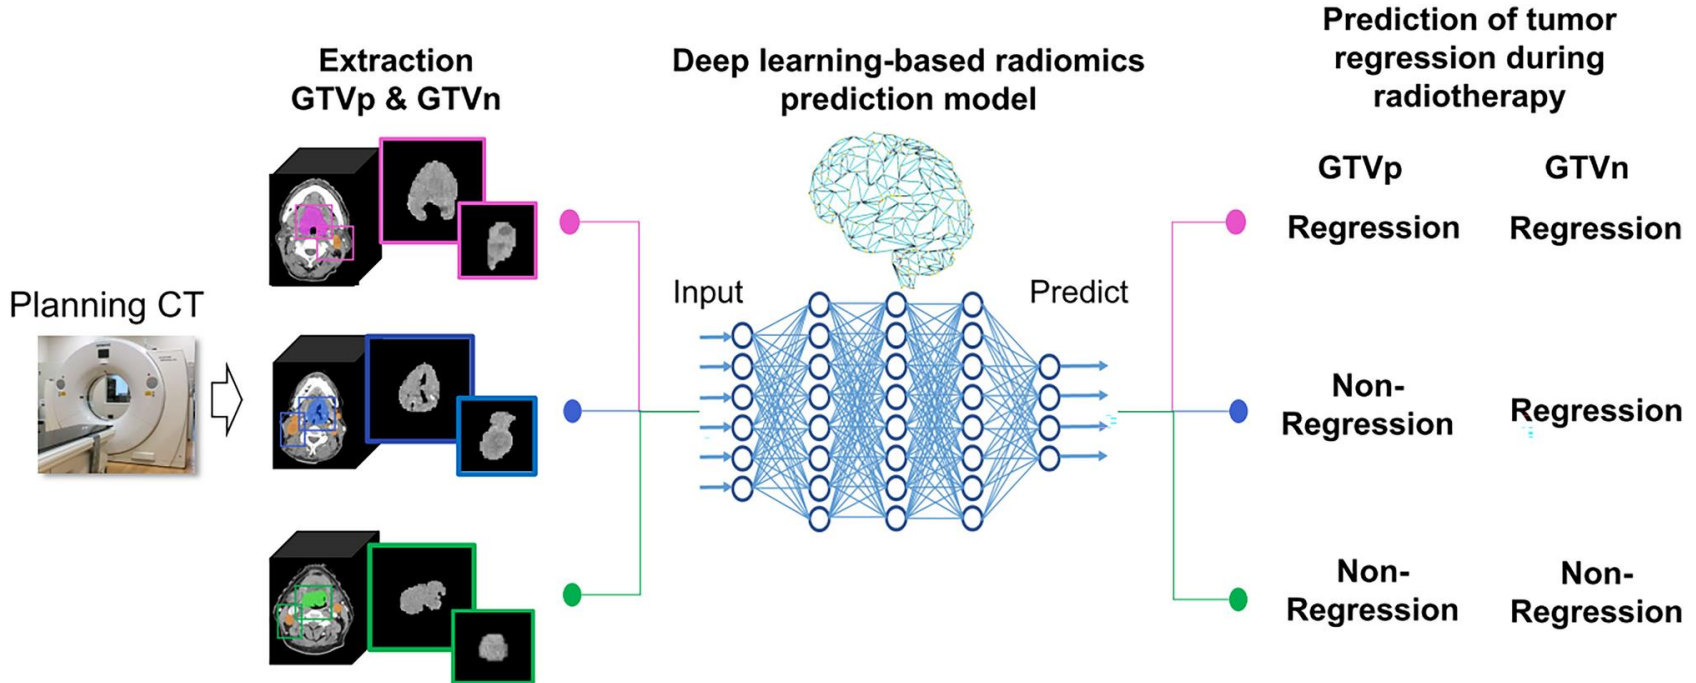 Planning CT
Extraction
GTVp & GTVn
Deep learning-based radiomics
prediction model
Input
Predict
Prediction of tumor
regression during
radiotherapy
GTVp GTVn
Regression Regression
Non-
Regression
Regression
Non-
Regression
Non-
Regression